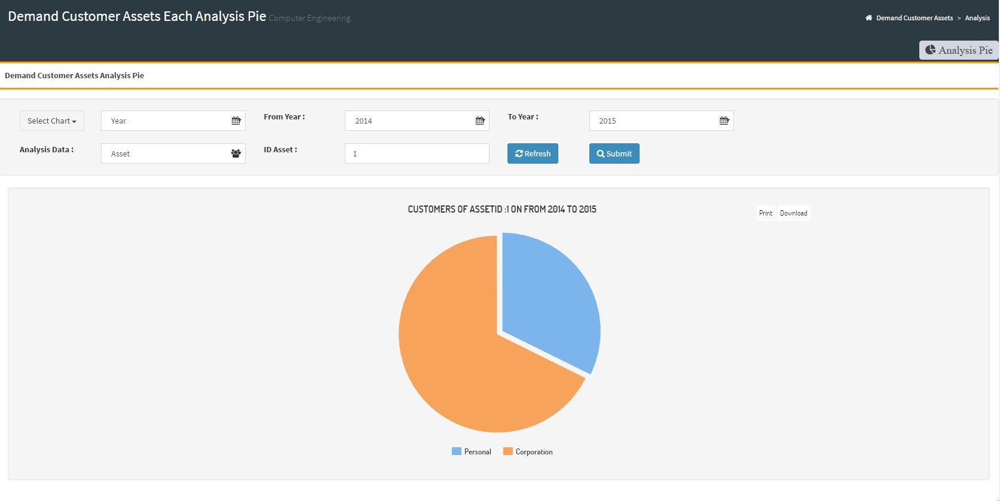 Demand Customer Assets Each Analysis Pie Computer Engineering
Demand Customer Assets > Analysis
Analysis Pie
Demand Customer Assets Analysis Pie
Select Chart Year From Year : 2014 To Year : 2015
Analysis Data : Asset ID Asset : 1 Refresh Submit
CUSTOMERS OF ASSETID :1 ON FROM 2014 TO 2015
Print Download
Personal Corporation